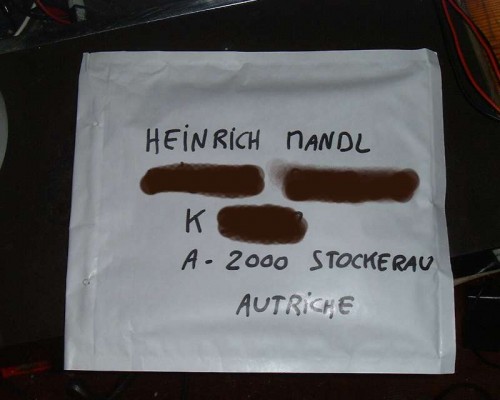 HEINRICH MANDL
K
A - 2000 STOCKERAU
AUTRICHE